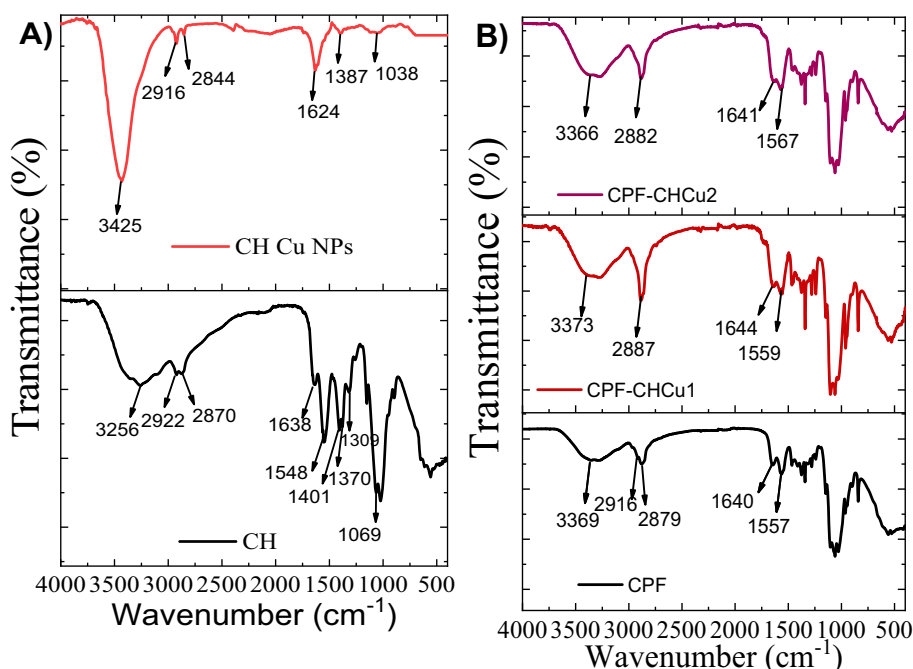 A)
2916
2844
1624
1387
1038
3425
CH Cu NPs
Transmittance (%)
3256
2922
2870
1638
1548
1401
1370
1309
1069
CH
4000 3500 3000 2500 2000 1500 1000 500
Wavenumber (cm-1)
B)
3366
2882
1641
1567
CPF-CHCu2
3373
2887
1644
1559
CPF-CHCu1
Transmittance (%)
3369
2916
2879
1640
1557
CPF
4000 3500 3000 2500 2000 1500 1000 500
Wavenumber (cm-1)